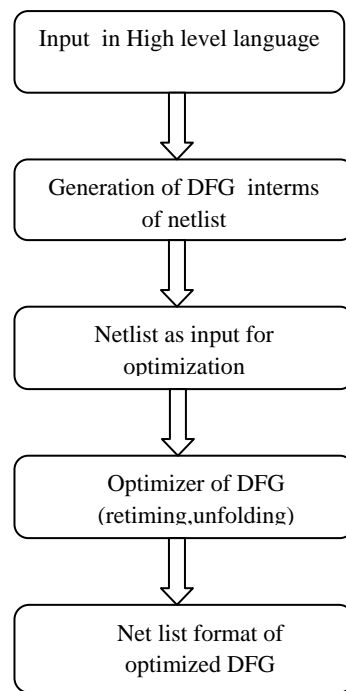 Input in High level language
Generation of DFG interms
of netlist
Netlist as input for
optimization
Optimizer of DFG
(retiming,unfolding)
Net list format of
optimized DFG